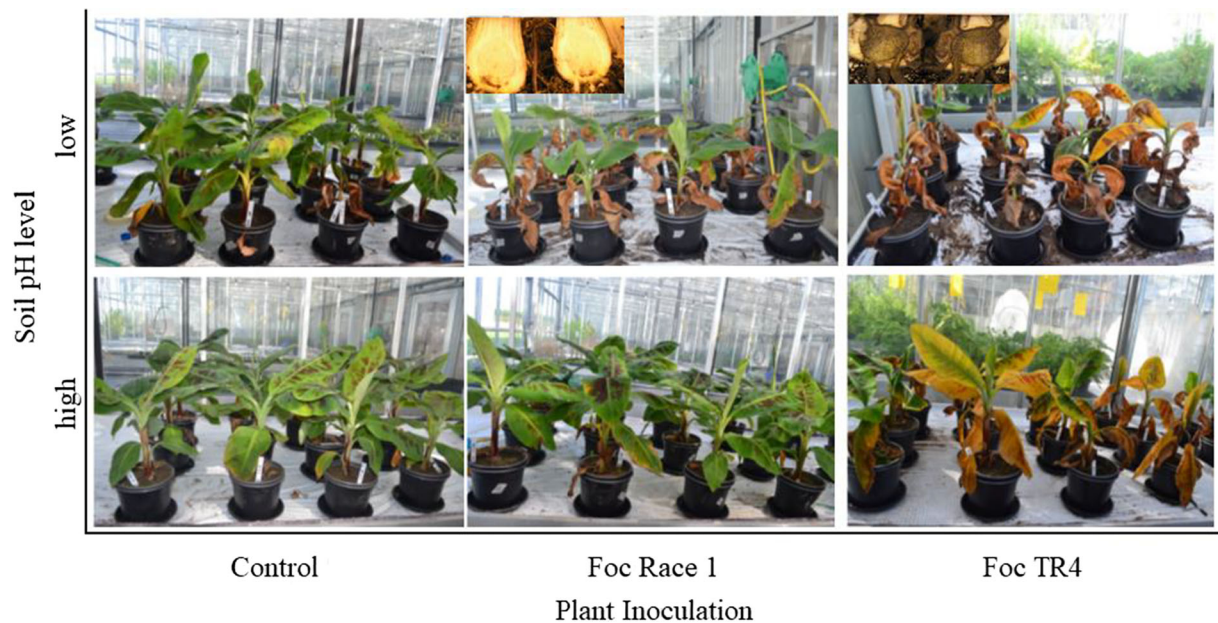 Soil pH level
low
high
Control
Foc Race 1
Foc TR4
Plant Inoculation